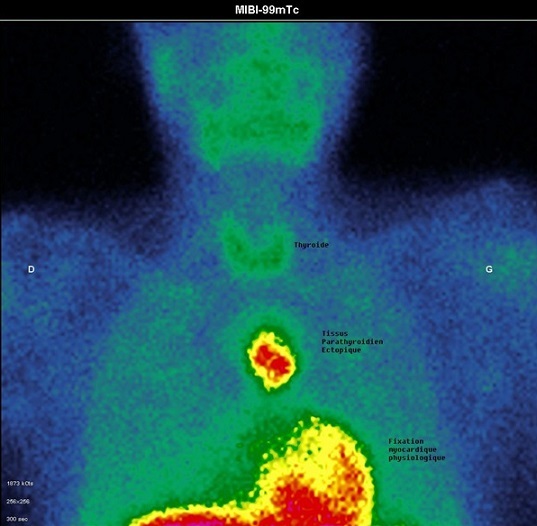 MIBI-99mTc
Thyroide
D
G
Tissus
Parathyroidien
Ectopique
Fixation
myocardique
physiologique
1873 kCts
256x256
300 sec